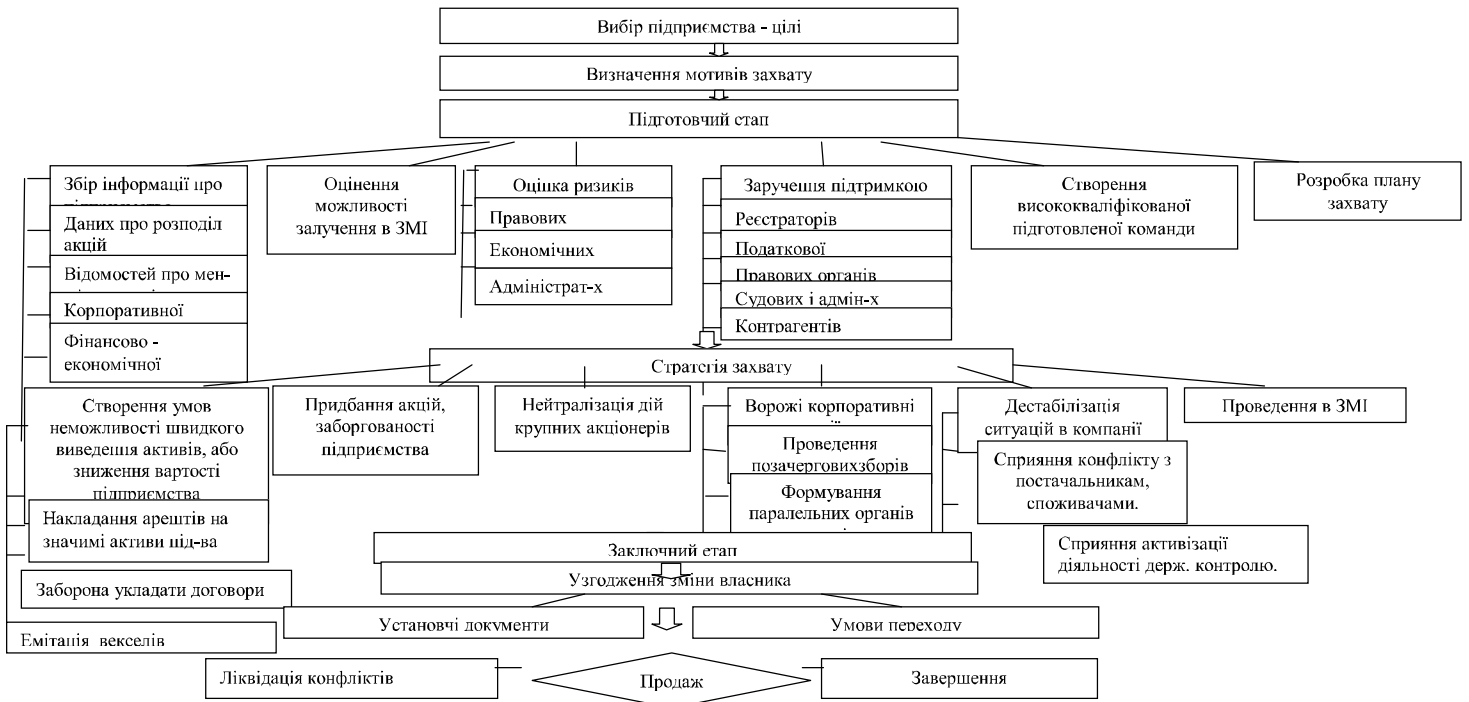 Вибір підприємства - цілі
Визначення мотивів захвату
Підготовчий етап
Збір інформації про
Даних про розподіл
акцій
Відомостей про мен-
Корпоративної
Фінансово -
економічної
Оцінення
можливості
залучення в ЗМІ
Оцінка ризиків
Правових
Економічних
Адміністрат-х
Заручення підтримкою
Реєстраторів
Податкової
Правових органів
Судових і адмін-х
Контрагентів
Створення
висококваліфікованої
підготовленої команди
Розробка плану
захвату
Стратегія захвату
Створення умов
неможливості швидкого
виведення активів, або
зниження вартості
підприємства
Накладання арештів на
значимі активи під-ва
Заборона укладати договори
Емітація векселів
Придбання акцій,
заборгованості
підприємства
Нейтралізація дій
крупних акціонерів
Ворожі корпоративні
Проведення
позачерговихзборів
Формування
паралельних органів
Дестабілізація
ситуацій в компанії
Сприяння конфлікту з
постачальникам,
споживачами.
Сприяння активізації
діяльності держ. контролю.
Проведення в ЗМІ
Заключний етап
Узгодження зміни власника
Установчі документи
Умови переходу
Ліквідація конфліктів
Продаж
Завершення